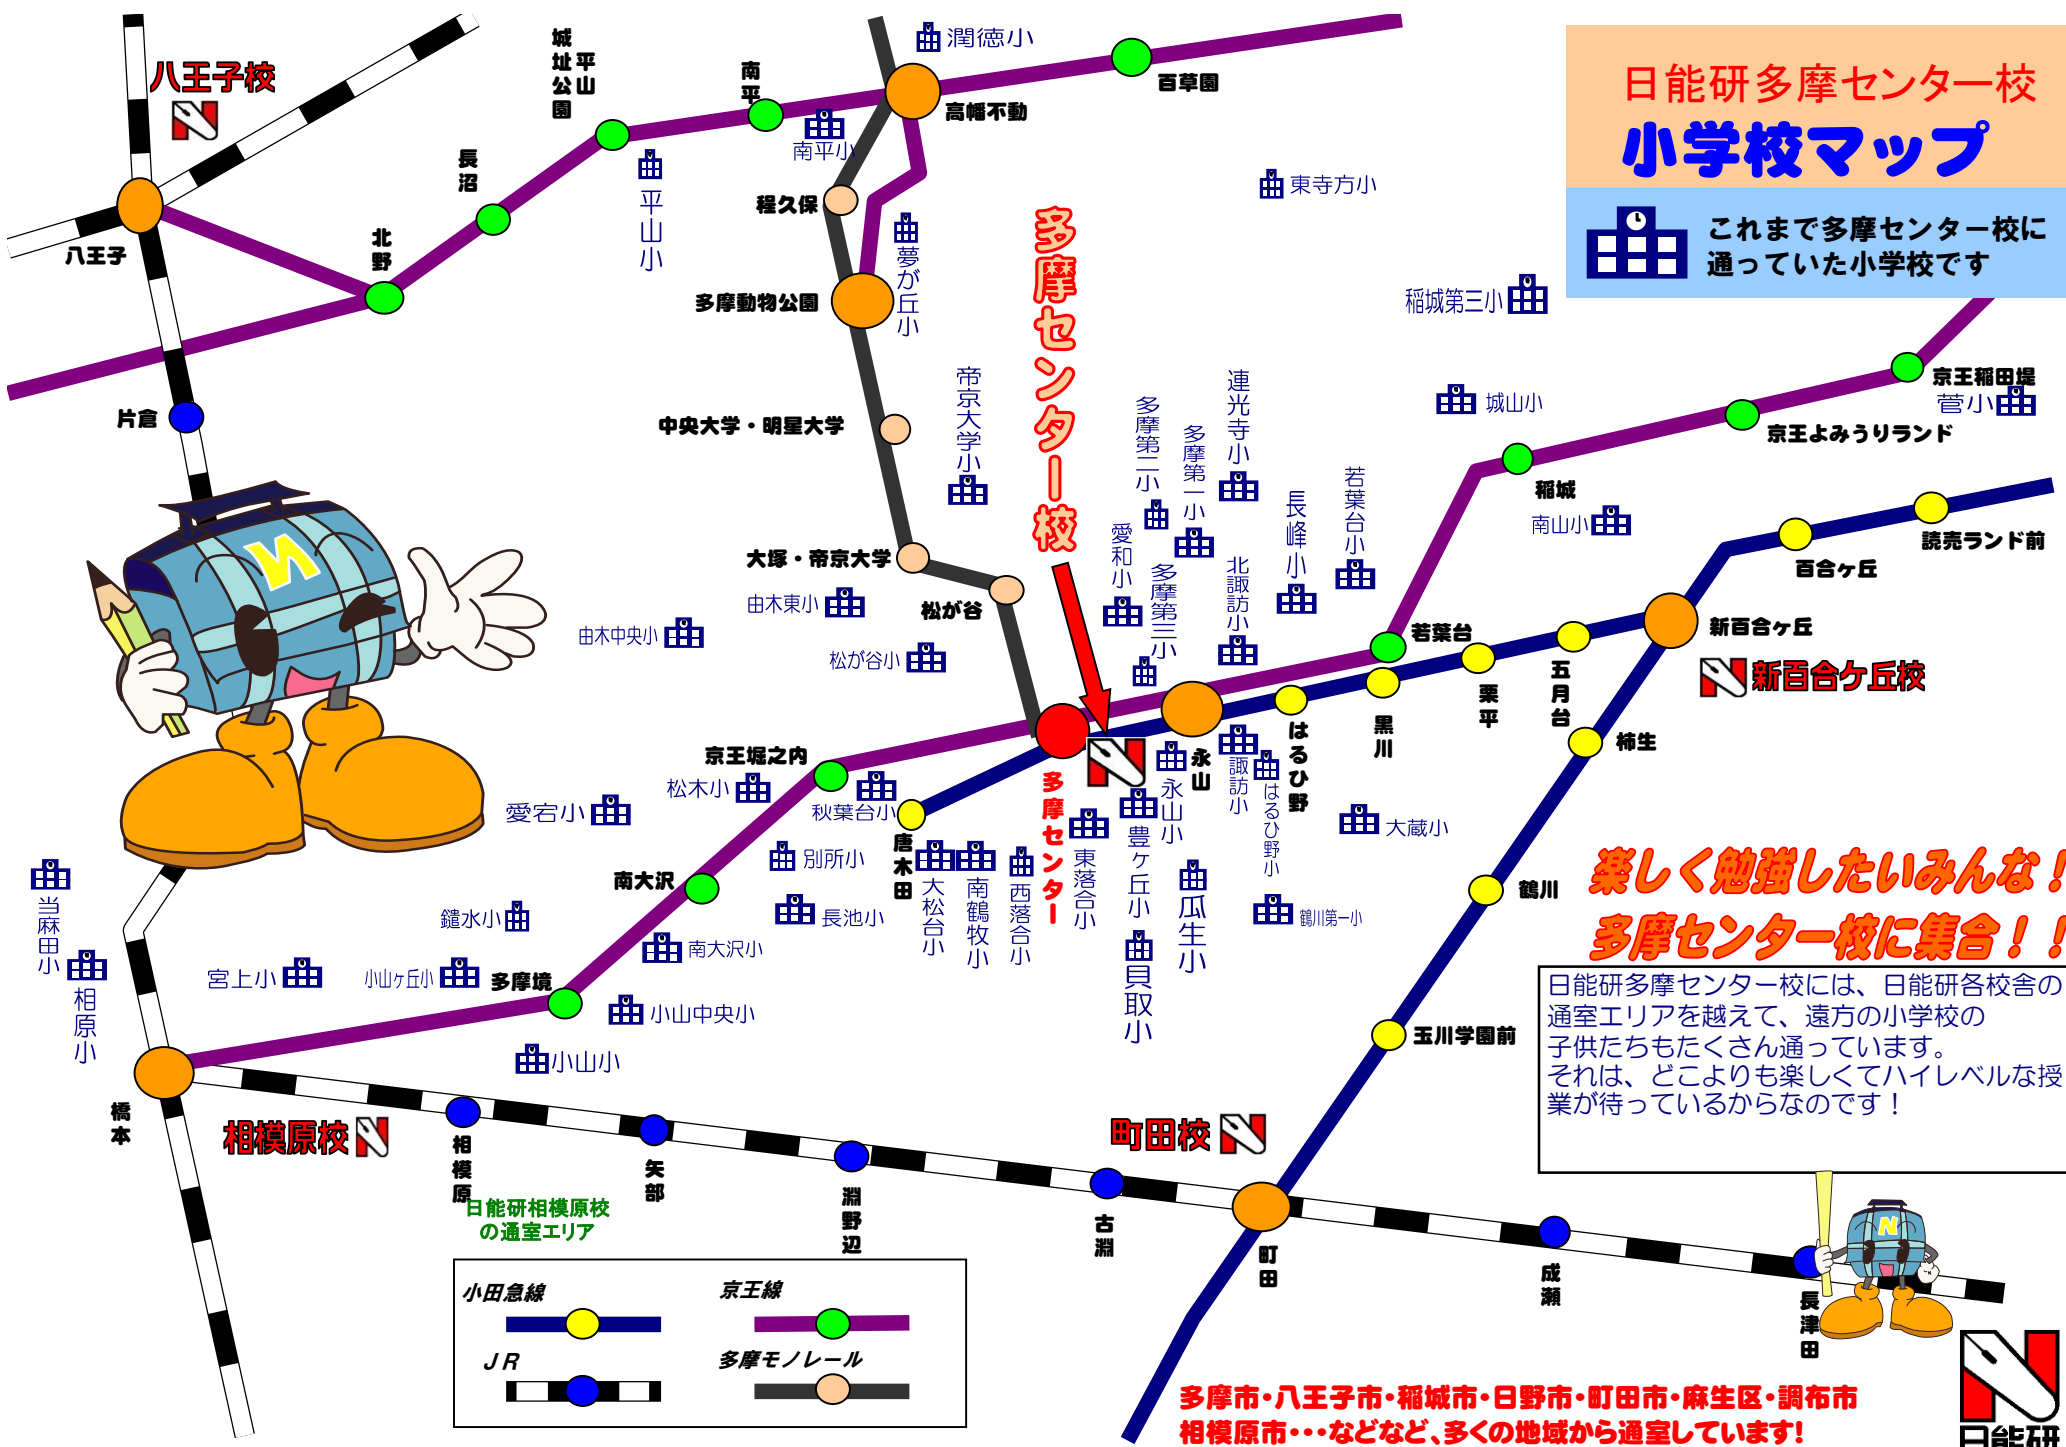 日能研多摩センター校
小学校マップ
これまで多摩センター校に
通っていた小学校です
八王子校
城址公園
平山
南平
潤徳小
百草園
高幡不動
南平小
長沼
平山小
程久保
東寺方小
八王子
北野
夢が丘小
多摩動物公園
多摩センター校
稲城第三小
片倉
中央大学・明星大学
帝京大学小
多摩第二小
多摩第一小
連光寺小
城山小
京王稲田堤
菅小
京王よみうりランド
稲城
南山小
読売ランド前
百合ヶ丘
若葉台小
長峰小
愛和小
多摩第三小
北諏訪小
大塚・帝京大学
由木東小
松が谷
由木中央小
松が谷小
若葉台
新百合ヶ丘
新百合ケ丘校
五月台
栗平
黒川
はるひ野
永山
柿生
京王堀之内
松木小
秋葉台小
愛宕小
多摩センター
永山小
諏訪小
はるひ野小
大蔵小
唐木田
別所小
南大沢
大松台小
南鶴牧小
西落合小
東落合小
豊ヶ丘小
瓜生小
貝取小
鶴川第一小
鶴川
当麻田小
相原小
鑓水小
長池小
南大沢小
宮上小
小山ヶ丘小
多摩境
小山中央小
小山小
玉川学園前
楽しく勉強したいみんな！
多摩センター校に集合！！
日能研多摩センター校には、日能研各校舎の
通室エリアを越えて、遠方の小学校の
子供たちもたくさん通っています。
それは、どこよりも楽しくてハイレベルな授
業が待っているからなのです！
橋本
相模原校
相模原
矢部
淵野辺
古淵
町田校
町田
成瀬
長津田
日能研相模原校
の通室エリア
小田急線
京王線
ＪＲ
多摩モノレール
多摩市・八王子市・稲城市・日野市・町田市・麻生区・調布市
相模原市・・・などなど、多くの地域から通室しています!
日能研